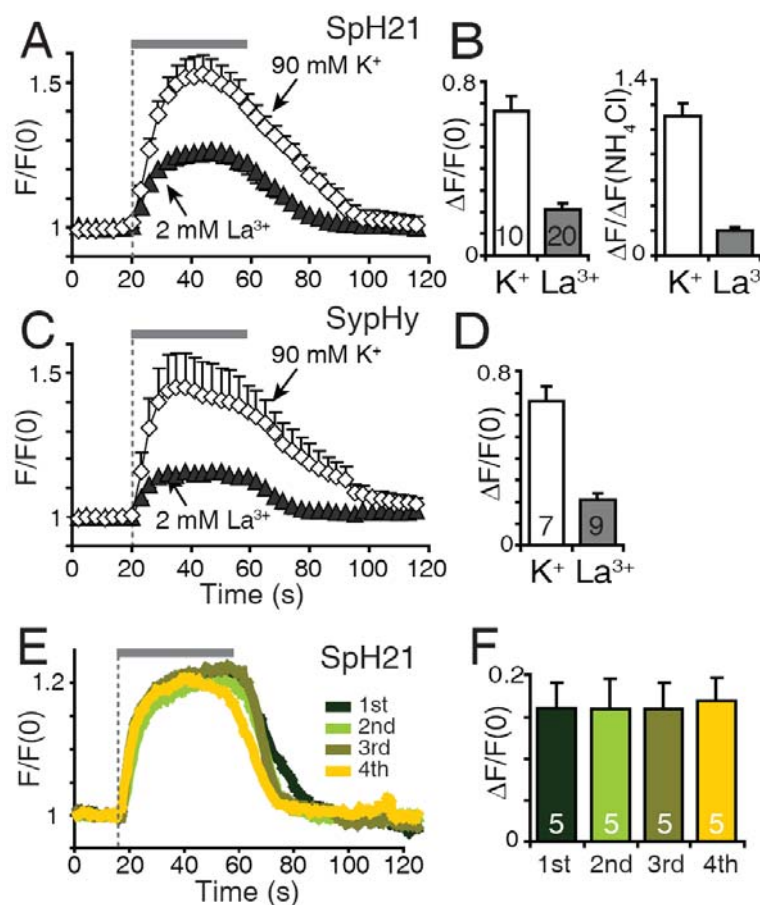 A
SpH21
90 mM K⁺
2 mM La³⁺
F/F(0)
1.5
1
0 20 40 60 80 100 120
B
ΔF/F(0)
0.8
0
10 20
K⁺ La³⁺
ΔF/ΔF(NH₄Cl)
1.4
0
K⁺ La³
C
SypHy
90 mM K⁺
2 mM La³⁺
F/F(0)
1.5
1
0 20 40 60 80 100 120
Time (s)
D
ΔF/F(0)
0.8
0
7 9
K⁺ La³⁺
E
SpH21
1st
2nd
3rd
4th
F/F(0)
1.2
1
0 20 40 60 80 100 120
Time (s)
F
ΔF/F(0)
0.2
0
5 5 5 5
1st 2nd 3rd 4th